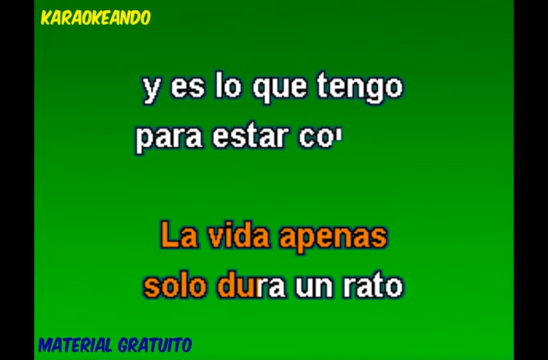 KARAOKEANDO
y es lo que tengo
para estar
La vida apenas
solo dura un rato
MATERIAL GRATUITO